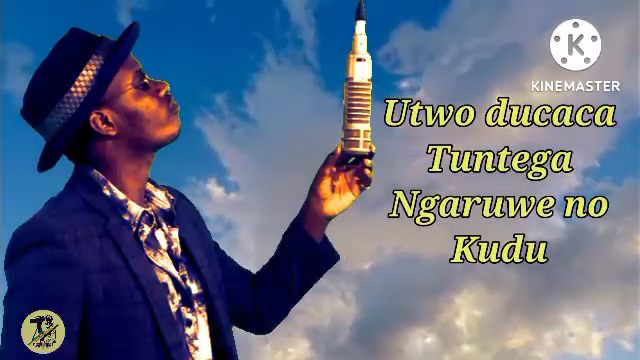 KINEMASTER
Utwo ducaca
Tuntega
Ngaruwe no
Kudu